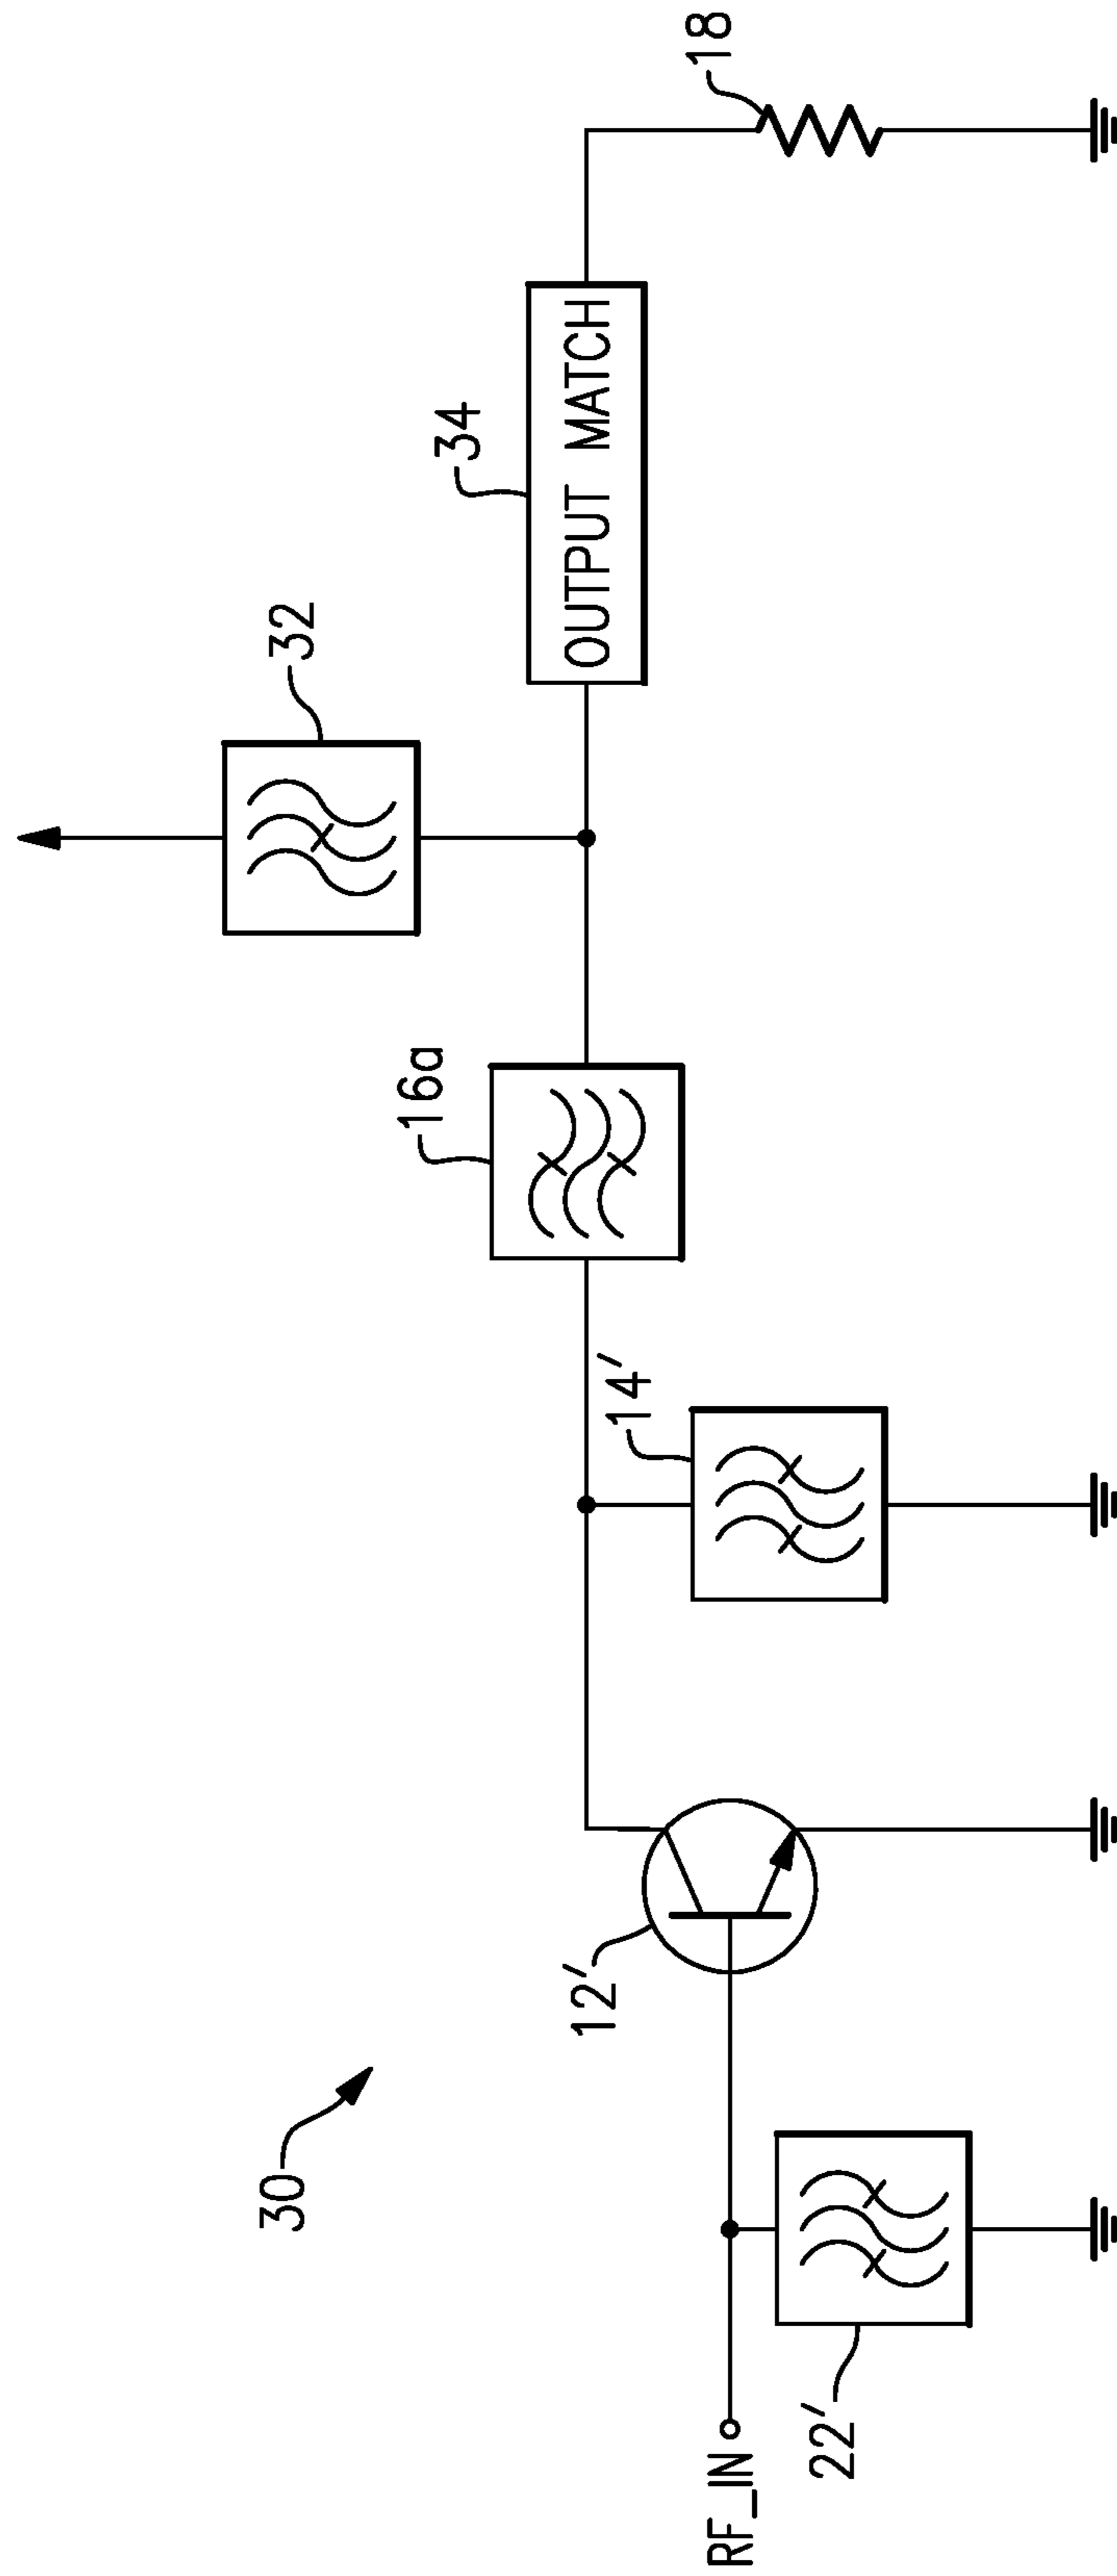 30
RF_IN
22′
12′
14′
16a
32
34
OUTPUT MATCH
18